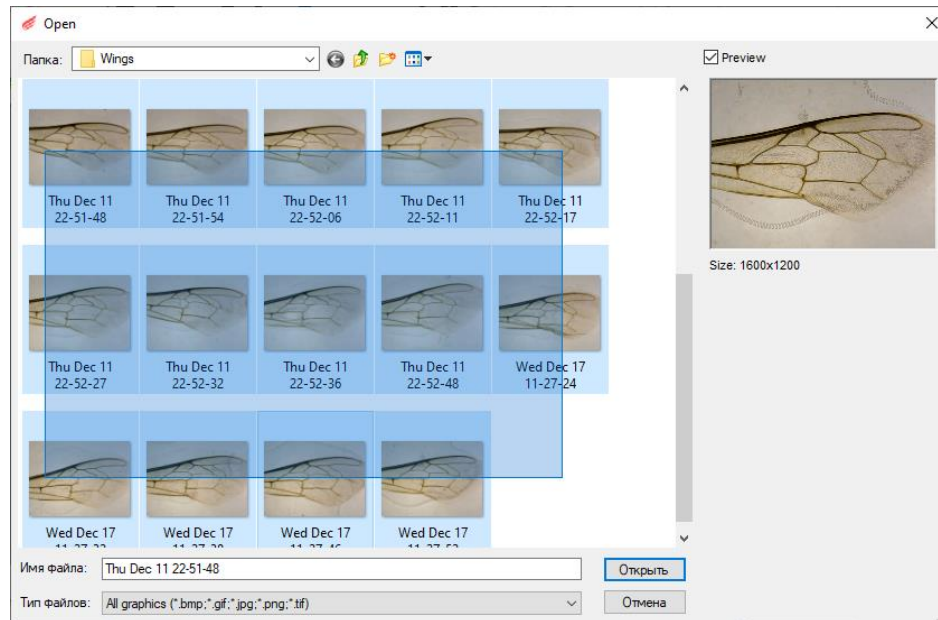 Open
Папка:
Wings
Preview
Thu Dec 11
22-51-48
Thu Dec 11
22-51-54
Thu Dec 11
22-52-06
Thu Dec 11
22-52-11
Thu Dec 11
22-52-17
Size: 1600x1200
Thu Dec 11
22-52-27
Thu Dec 11
22-52-32
Thu Dec 11
22-52-36
Thu Dec 11
22-52-48
Wed Dec 17
11-27-24
Wed Dec 17
Wed Dec 17
Wed Dec 17
Wed Dec 17
Имя файла:
Thu Dec 11 22-51-48
Открыть
Тип файлов:
All graphics (*.bmp;*.gif;*.jpg;*.png;*.tif)
Отмена